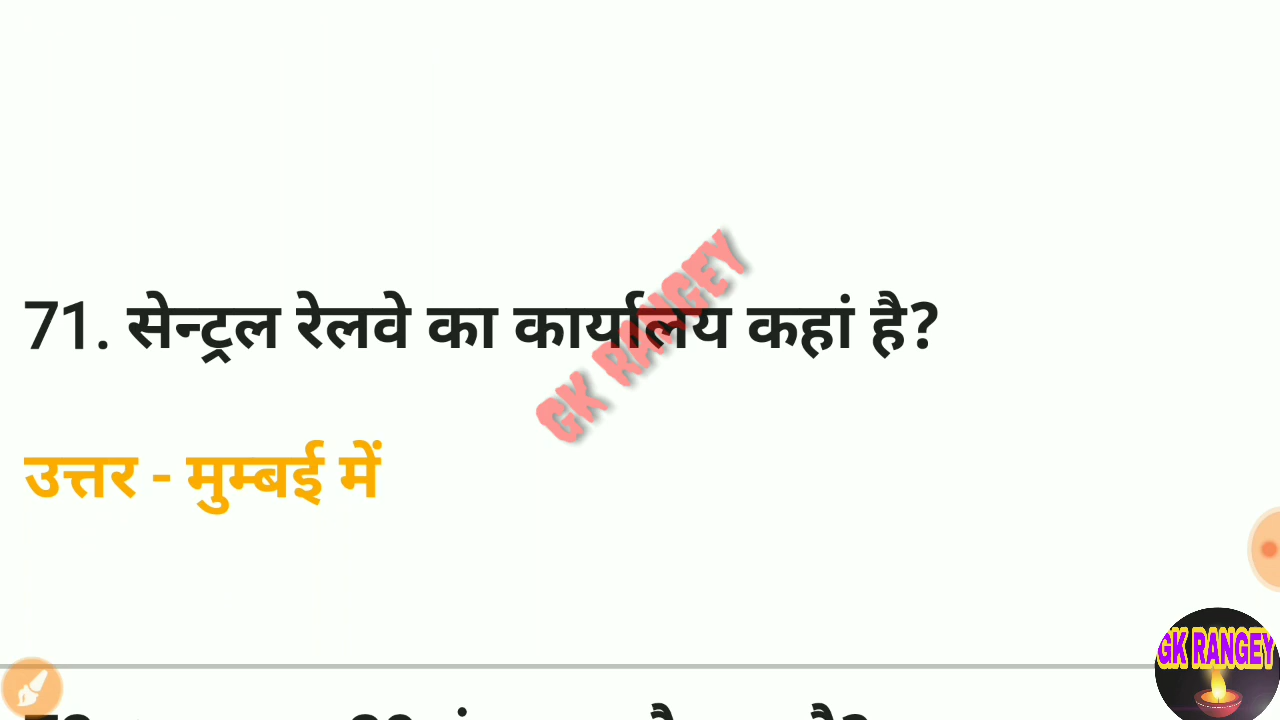 71. सेन्ट्रल रेलवे का कार्यालय कहां है?
GK RANGEY
उत्तर - मुम्बई में
GK RANGEY